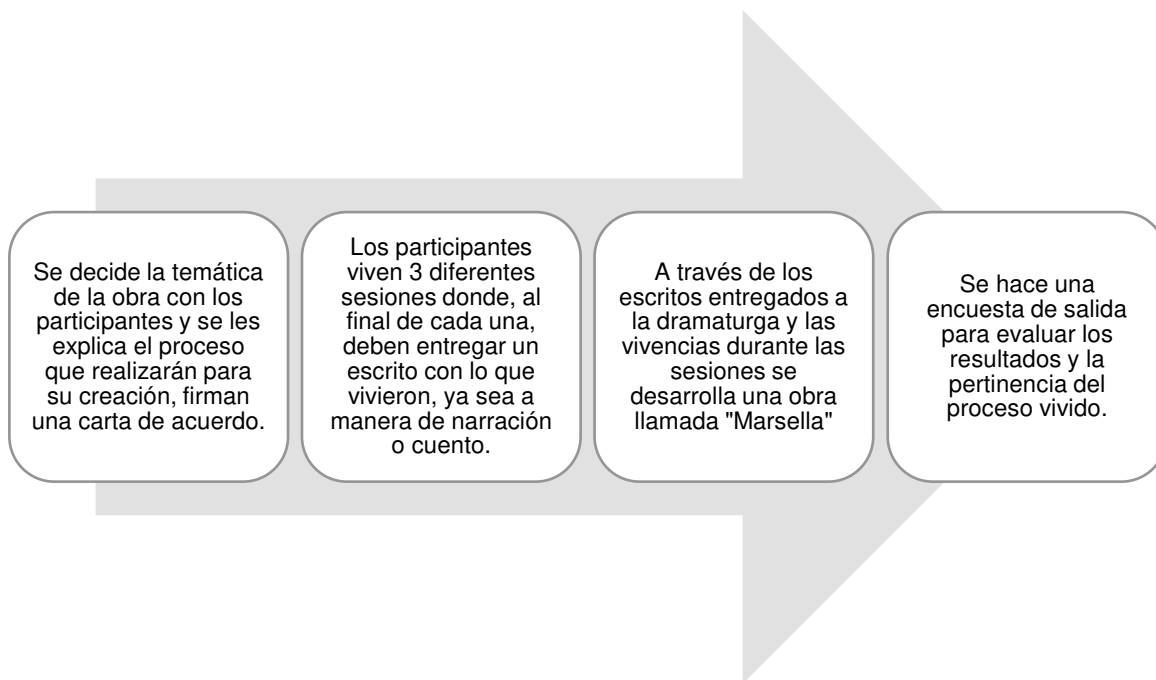 Se decide la temática
de la obra con los
participantes y se les
explica el proceso
que realizarán para
su creación, firman
una carta de acuerdo.
Los participantes
viven 3 diferentes
sesiones donde, al
final de cada una,
deben entregar un
escrito con lo que
vivieron, ya sea a
manera de narración
o cuento.
A través de los
escritos entregados a
la dramaturga y las
vivencias durante las
sesiones se
desarrolla una obra
llamada "Marsella"
Se hace una
encuesta de salida
para evaluar los
resultados y la
pertinencia del
proceso vivido.